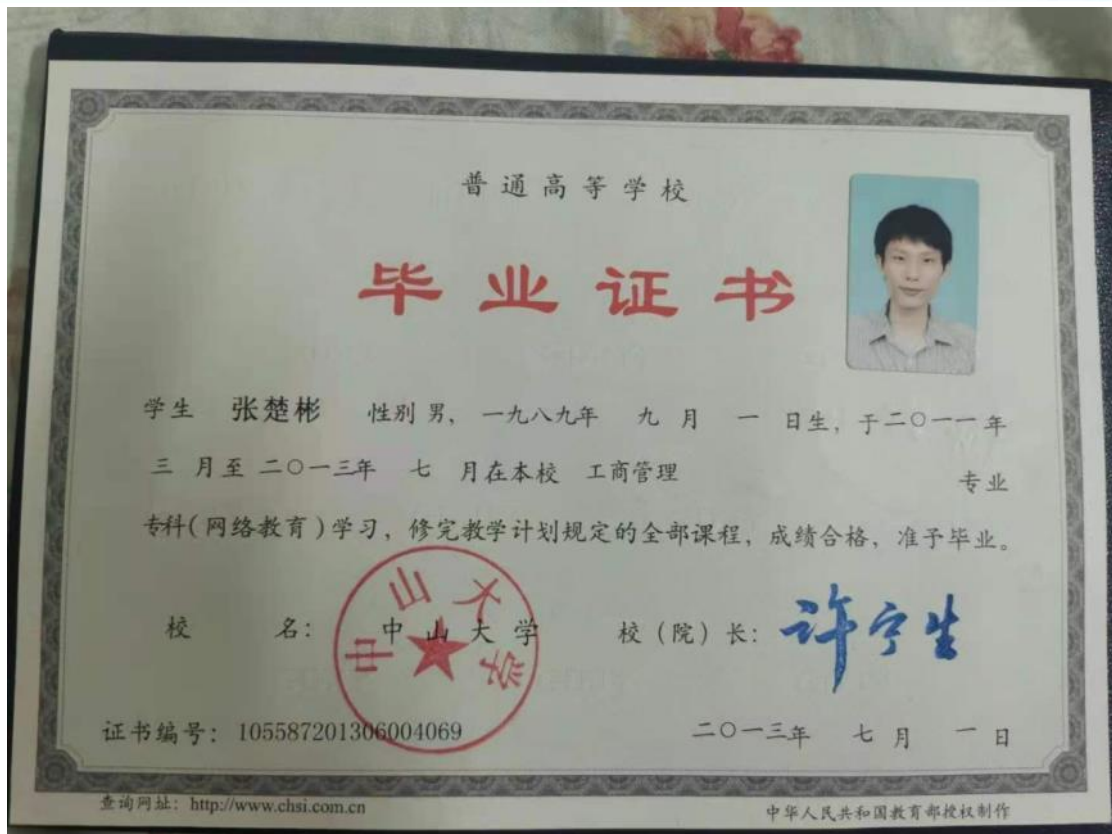 普通高等学校
毕业证书
学生 张楚彬 性别 男, 一九八九年 九 月 一 日生, 于二〇一一年
三 月至 二〇一三年 七 月在本校 工商管理 专业
专科(网络教育)学习, 修完教学计划规定的全部课程, 成绩合格, 准予毕业。
校 名: 中山大学 校(院)长: 许宁生
中山大学
证书编号: 105587201306004069 二〇一三年 七 月 一 日
查询网址: http://www.chsi.com.cn 中华人民共和国教育部授权制作